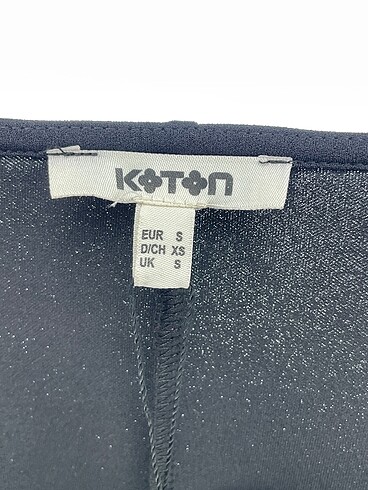 KOTON
EUR S
D/CH XS
UK S